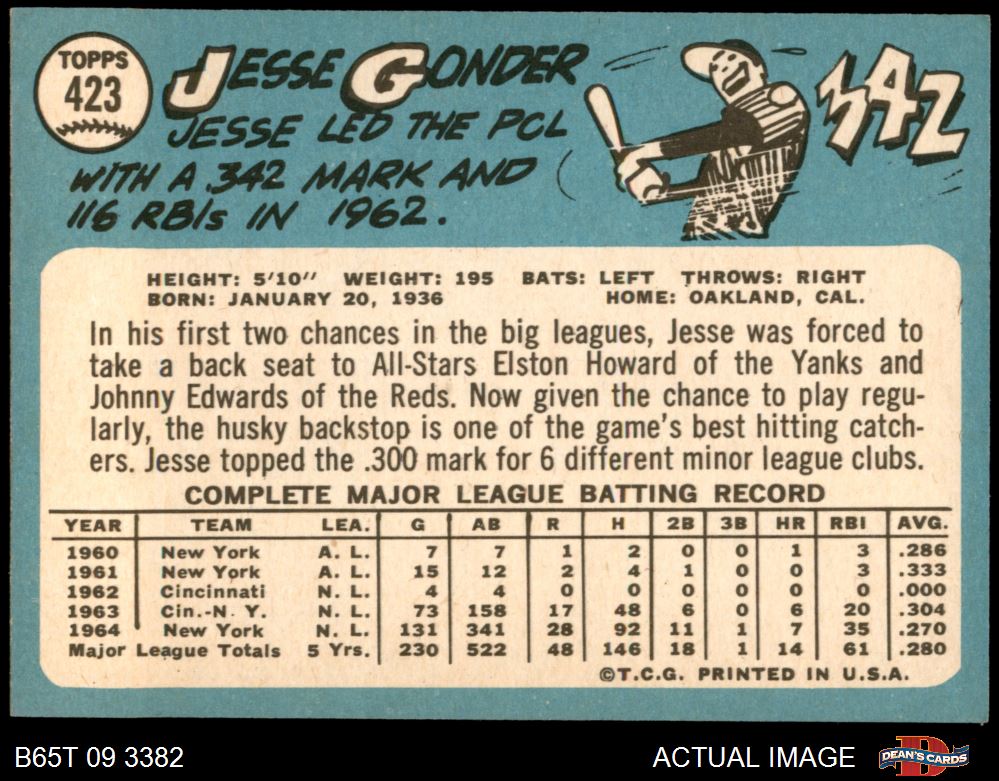 TOPPS
423
JESSE GONDER
JESSE LED THE PCL
WITH A .342 MARK AND
116 RBIs IN 1962.
342
HEIGHT: 5'10" WEIGHT: 195 BATS: LEFT THROWS: RIGHT
BORN: JANUARY 20, 1936 HOME: OAKLAND, CAL.
In his first two chances in the big leagues, Jesse was forced to
take a back seat to All-Stars Elston Howard of the Yanks and
Johnny Edwards of the Reds. Now given the chance to play regu-
larly, the husky backstop is one of the game's best hitting catch-
ers. Jesse topped the .300 mark for 6 different minor league clubs.
COMPLETE MAJOR LEAGUE BATTING RECORD
YEAR TEAM LEA. G AB R H 2B 3B HR RBI AVG.
1960 New York A. L. 7 7 1 2 0 0 1 3 .286
1961 New York A. L. 15 12 2 4 1 0 0 3 .333
1962 Cincinnati N. L. 4 4 0 0 0 0 0 0 .000
1963 Cin.-N. Y. N. L. 73 158 17 48 6 0 6 20 .304
1964 New York N. L. 131 341 28 92 11 1 7 35 .270
Major League Totals 5 Yrs. 230 522 48 146 18 1 14 61 .280
©T.C.G. PRINTED IN U.S.A.
B65T 09 3382 ACTUAL IMAGE DEAN'S CARDS